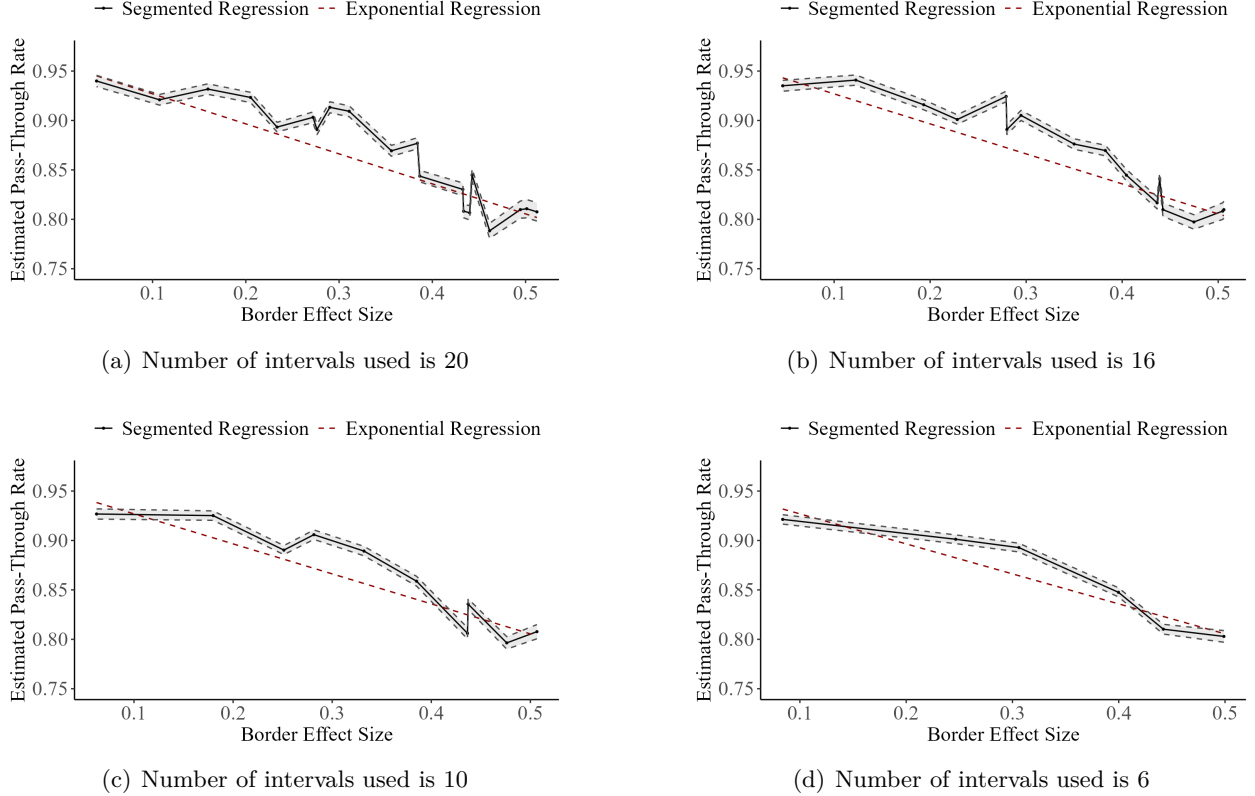 Segmented Regression Exponential Regression
Estimated Pass-Through Rate
0.95
0.90
0.85
0.80
0.75
0.1 0.2 0.3 0.4 0.5
Border Effect Size
(a) Number of intervals used is 20
Segmented Regression Exponential Regression
Estimated Pass-Through Rate
0.95
0.90
0.85
0.80
0.75
0.1 0.2 0.3 0.4 0.5
Border Effect Size
(b) Number of intervals used is 16
Segmented Regression Exponential Regression
Estimated Pass-Through Rate
0.95
0.90
0.85
0.80
0.75
0.1 0.2 0.3 0.4 0.5
Border Effect Size
(c) Number of intervals used is 10
Segmented Regression Exponential Regression
Estimated Pass-Through Rate
0.95
0.90
0.85
0.80
0.75
0.1 0.2 0.3 0.4 0.5
Border Effect Size
(d) Number of intervals used is 6